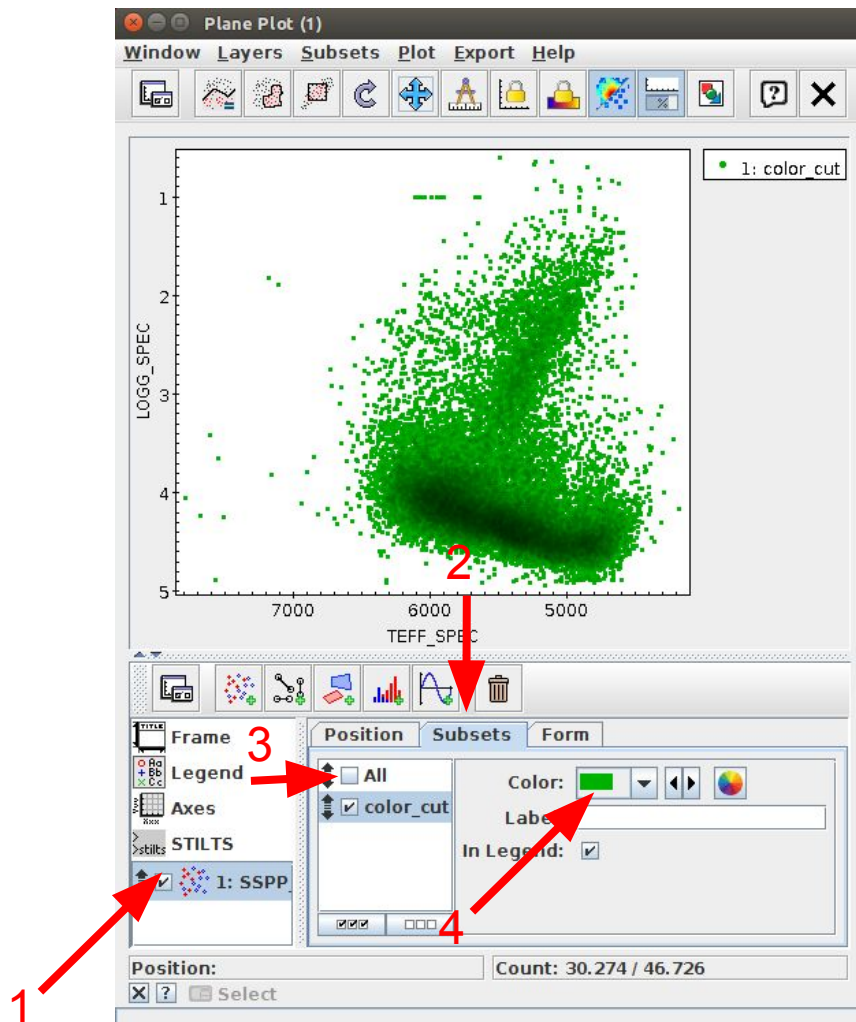 Plane Plot (1)
Window Layers Subsets Plot Export Help
1: color_cut
1
2
3
4
5
LOGG_SPEC
7000 6000 5000
TEFF_SPEC
2
Frame
Legend
Axes
STILTS
1: SSPP_
3
Position Subsets Form
All
color_cut
Color:
Labe
In Legend:
4
Position:
Count: 30.274 / 46.726
Select
1